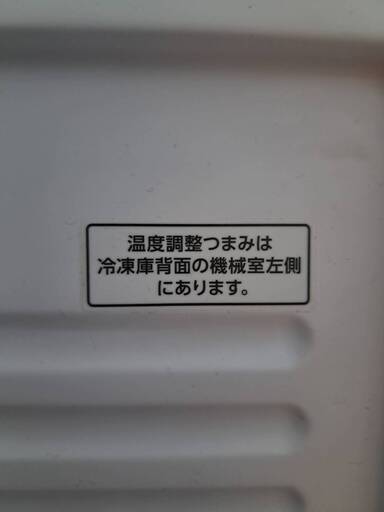 温度調整つまみは
冷凍庫背面の機械室左側
にあります。